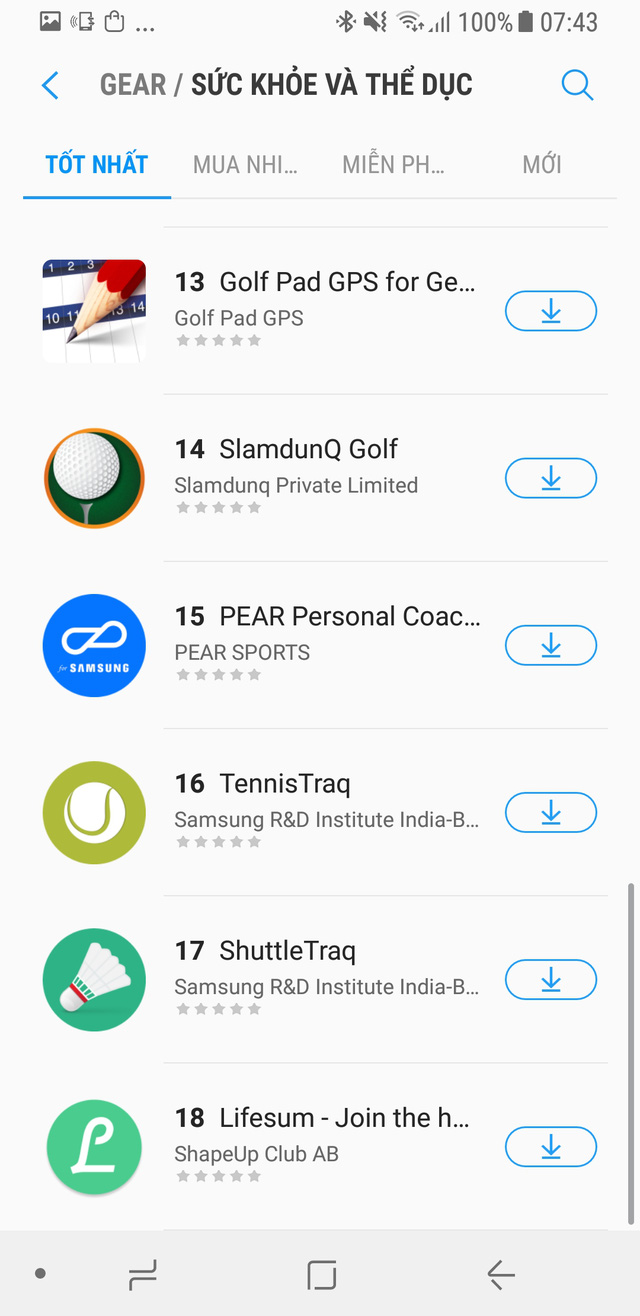 ... 100% 07:43
GEAR / SỨC KHỎE VÀ THỂ DỤC
TỐT NHẤT MUA NHI... MIỄN PH... MỚI
1 2 3
10 11 13 14
13 Golf Pad GPS for Ge...
Golf Pad GPS
14 SlamdunQ Golf
Slamdunq Private Limited
for SAMSUNG
15 PEAR Personal Coac...
PEAR SPORTS
16 TennisTraq
Samsung R&D Institute India-B...
17 ShuttleTraq
Samsung R&D Institute India-B...
L
18 Lifesum - Join the h...
ShapeUp Club AB